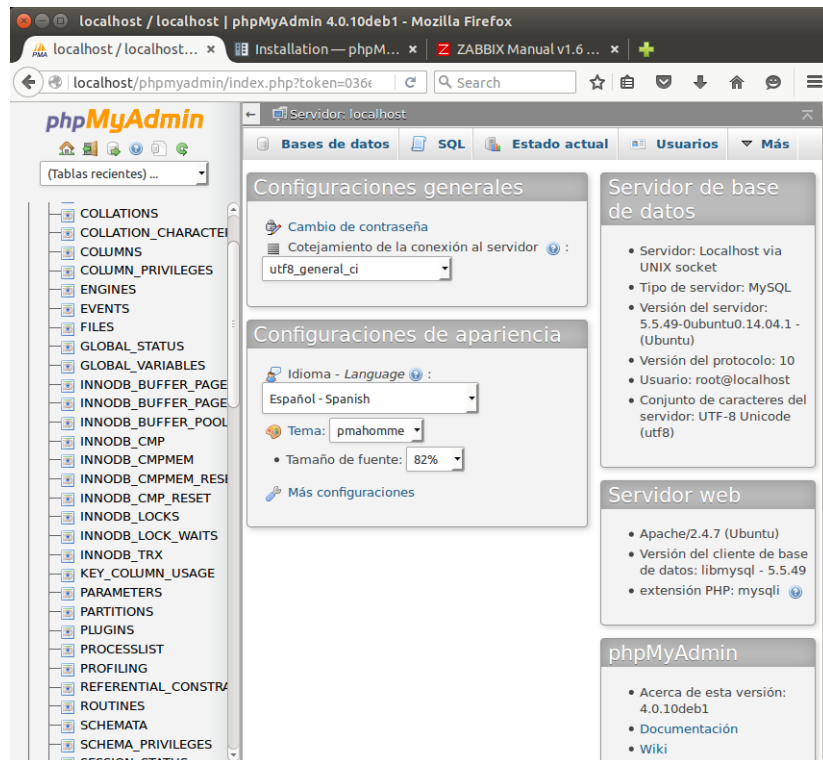 localhost / localhost | phpMyAdmin 4.0.10deb1 - Mozilla Firefox
localhost / localhost...
Installation — phpM...
ZABBIX Manual v1.6 ...
localhost/phpmyadmin/index.php?token=036e
Search
phpMyAdmin
(Tablas recientes) ...
COLLATIONS
COLLATION_CHARACTE
COLUMNS
COLUMN_PRIVILEGES
ENGINES
EVENTS
FILES
GLOBAL_STATUS
GLOBAL_VARIABLES
INNODB_BUFFER_PAGE
INNODB_BUFFER_PAGE
INNODB_BUFFER_POOL
INNODB_CMP
INNODB_CMPMEM
INNODB_CMPMEM_RESE
INNODB_CMP_RESET
INNODB_LOCKS
INNODB_LOCK_WAITS
INNODB_TRX
KEY_COLUMN_USAGE
PARAMETERS
PARTITIONS
PLUGINS
PROCESSLIST
PROFILING
REFERENTIAL_CONSTRA
ROUTINES
SCHEMATA
SCHEMA_PRIVILEGES
SESSION_STATUS
Servidor: localhost
Bases de datos
SQL
Estado actual
Usuarios
Más
Configuraciones generales
Cambio de contraseña
Cotejamiento de la conexión al servidor :
utf8_general_ci
Configuraciones de apariencia
Idioma - Language :
Español - Spanish
Tema: pmahomme
• Tamaño de fuente: 82%
Más configuraciones
Servidor de base
de datos
• Servidor: Localhost via
UNIX socket
• Tipo de servidor: MySQL
• Versión del servidor:
5.5.49-0ubuntu0.14.04.1 -
(Ubuntu)
• Versión del protocolo: 10
• Usuario: root@localhost
• Conjunto de caracteres del
servidor: UTF-8 Unicode
(utf8)
Servidor web
• Apache/2.4.7 (Ubuntu)
• Versión del cliente de base
de datos: libmysql - 5.5.49
• extensión PHP: mysqli
phpMyAdmin
• Acerca de esta versión:
4.0.10deb1
• Documentación
• Wiki